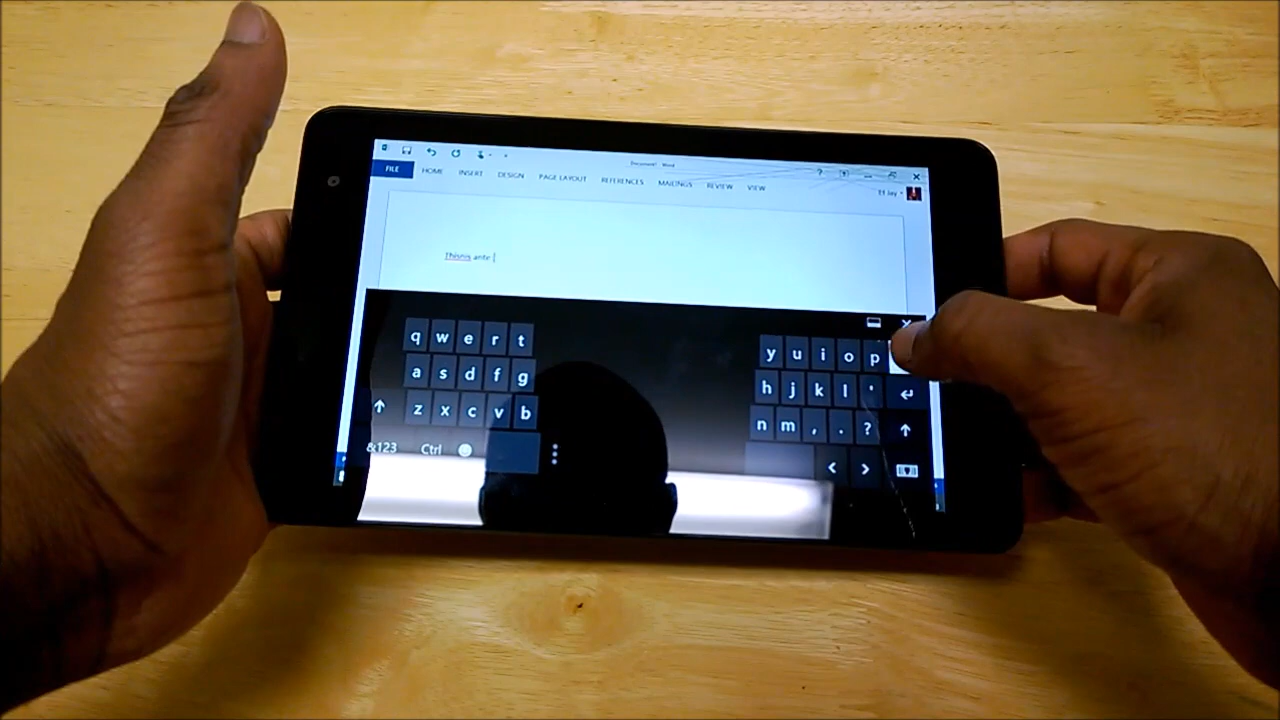 Document1 - Word
?
FILE HOME INSERT DESIGN PAGE LAYOUT REFERENCES MAILINGS REVIEW VIEW
Thisnis ante
q w e r t y u i o p
a s d f g h j k l '
z x c v b n m , . ?
&123 Ctrl < >